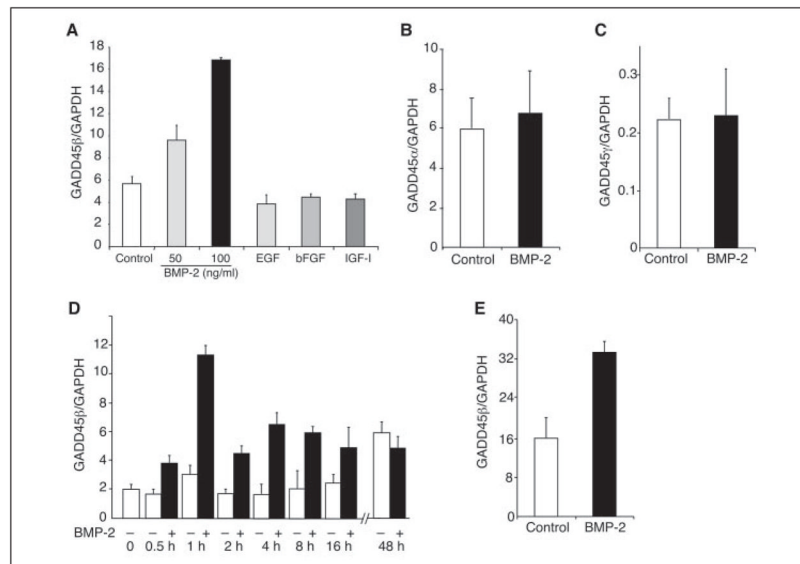 A
GADD45β/GAPDH
18
16
14
12
10
8
6
4
2
0
Control 50 100 EGF bFGF IGF-I
BMP-2 (ng/ml)
B
GADD45α/GAPDH
10
8
6
4
2
0
Control BMP-2
C
GADD45γ/GAPDH
0.3
0.2
0.1
0
Control BMP-2
D
GADD45β/GAPDH
12
10
8
6
4
2
0
BMP-2 – – + – + – + – + – + – + – +
0 0.5 h 1 h 2 h 4 h 8 h 16 h 48 h
E
GADD45β/GAPDH
40
32
24
16
8
0
Control BMP-2